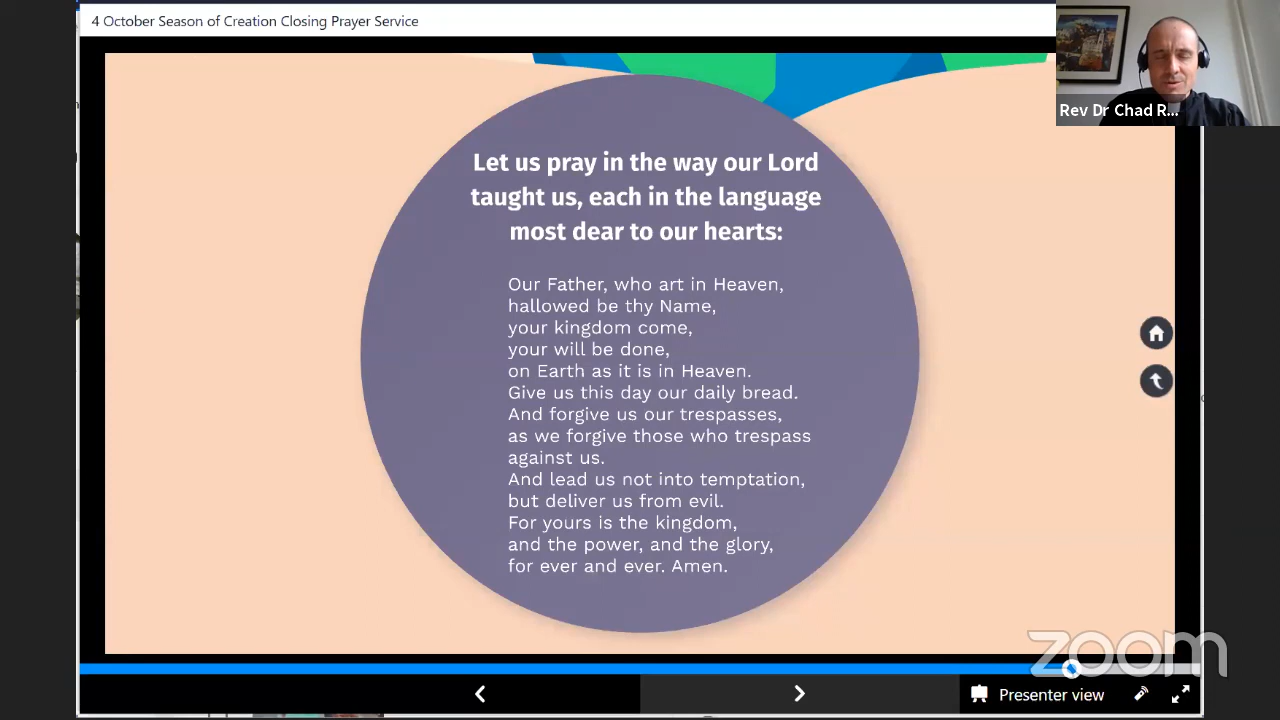 4 October Season of Creation Closing Prayer Service
Rev Dr Chad R...
Let us pray in the way our Lord
taught us, each in the language
most dear to our hearts:
Our Father, who art in Heaven,
hallowed be thy Name,
your kingdom come,
your will be done,
on Earth as it is in Heaven.
Give us this day our daily bread.
And forgive us our trespasses,
as we forgive those who trespass
against us.
And lead us not into temptation,
but deliver us from evil.
For yours is the kingdom,
and the power, and the glory,
for ever and ever. Amen.
zoom
Presenter view